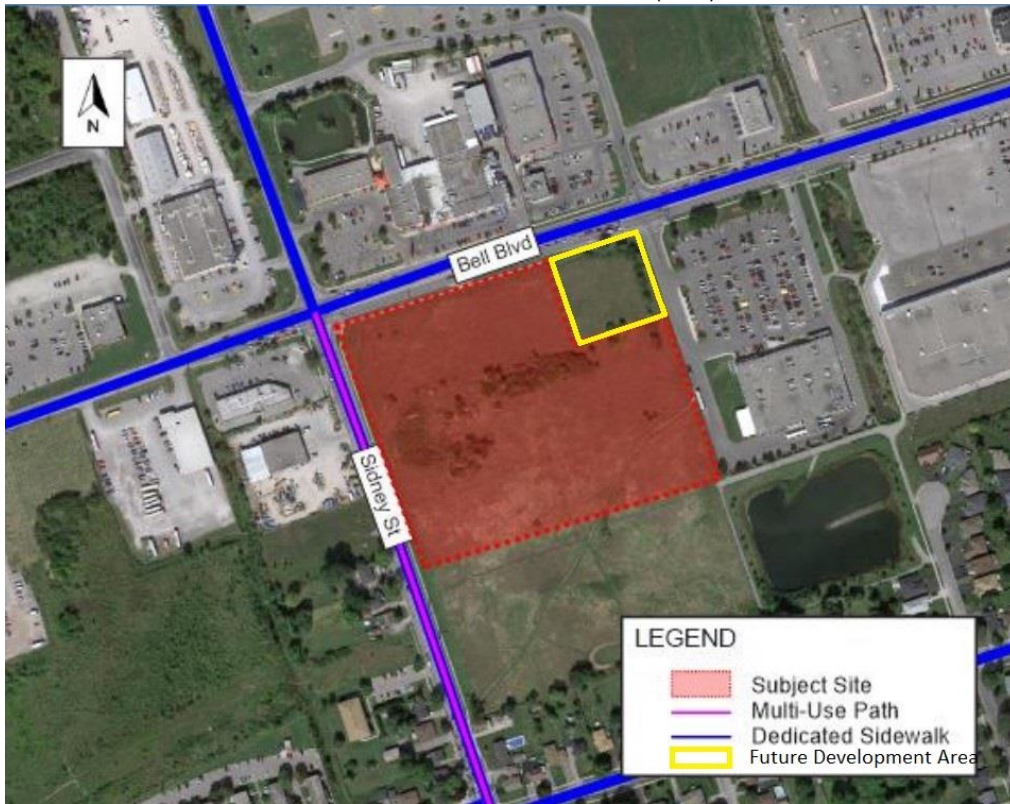 N
Bell Blvd
Sidney St
LEGEND
Subject Site
Multi-Use Path
Dedicated Sidewalk
Future Development Area